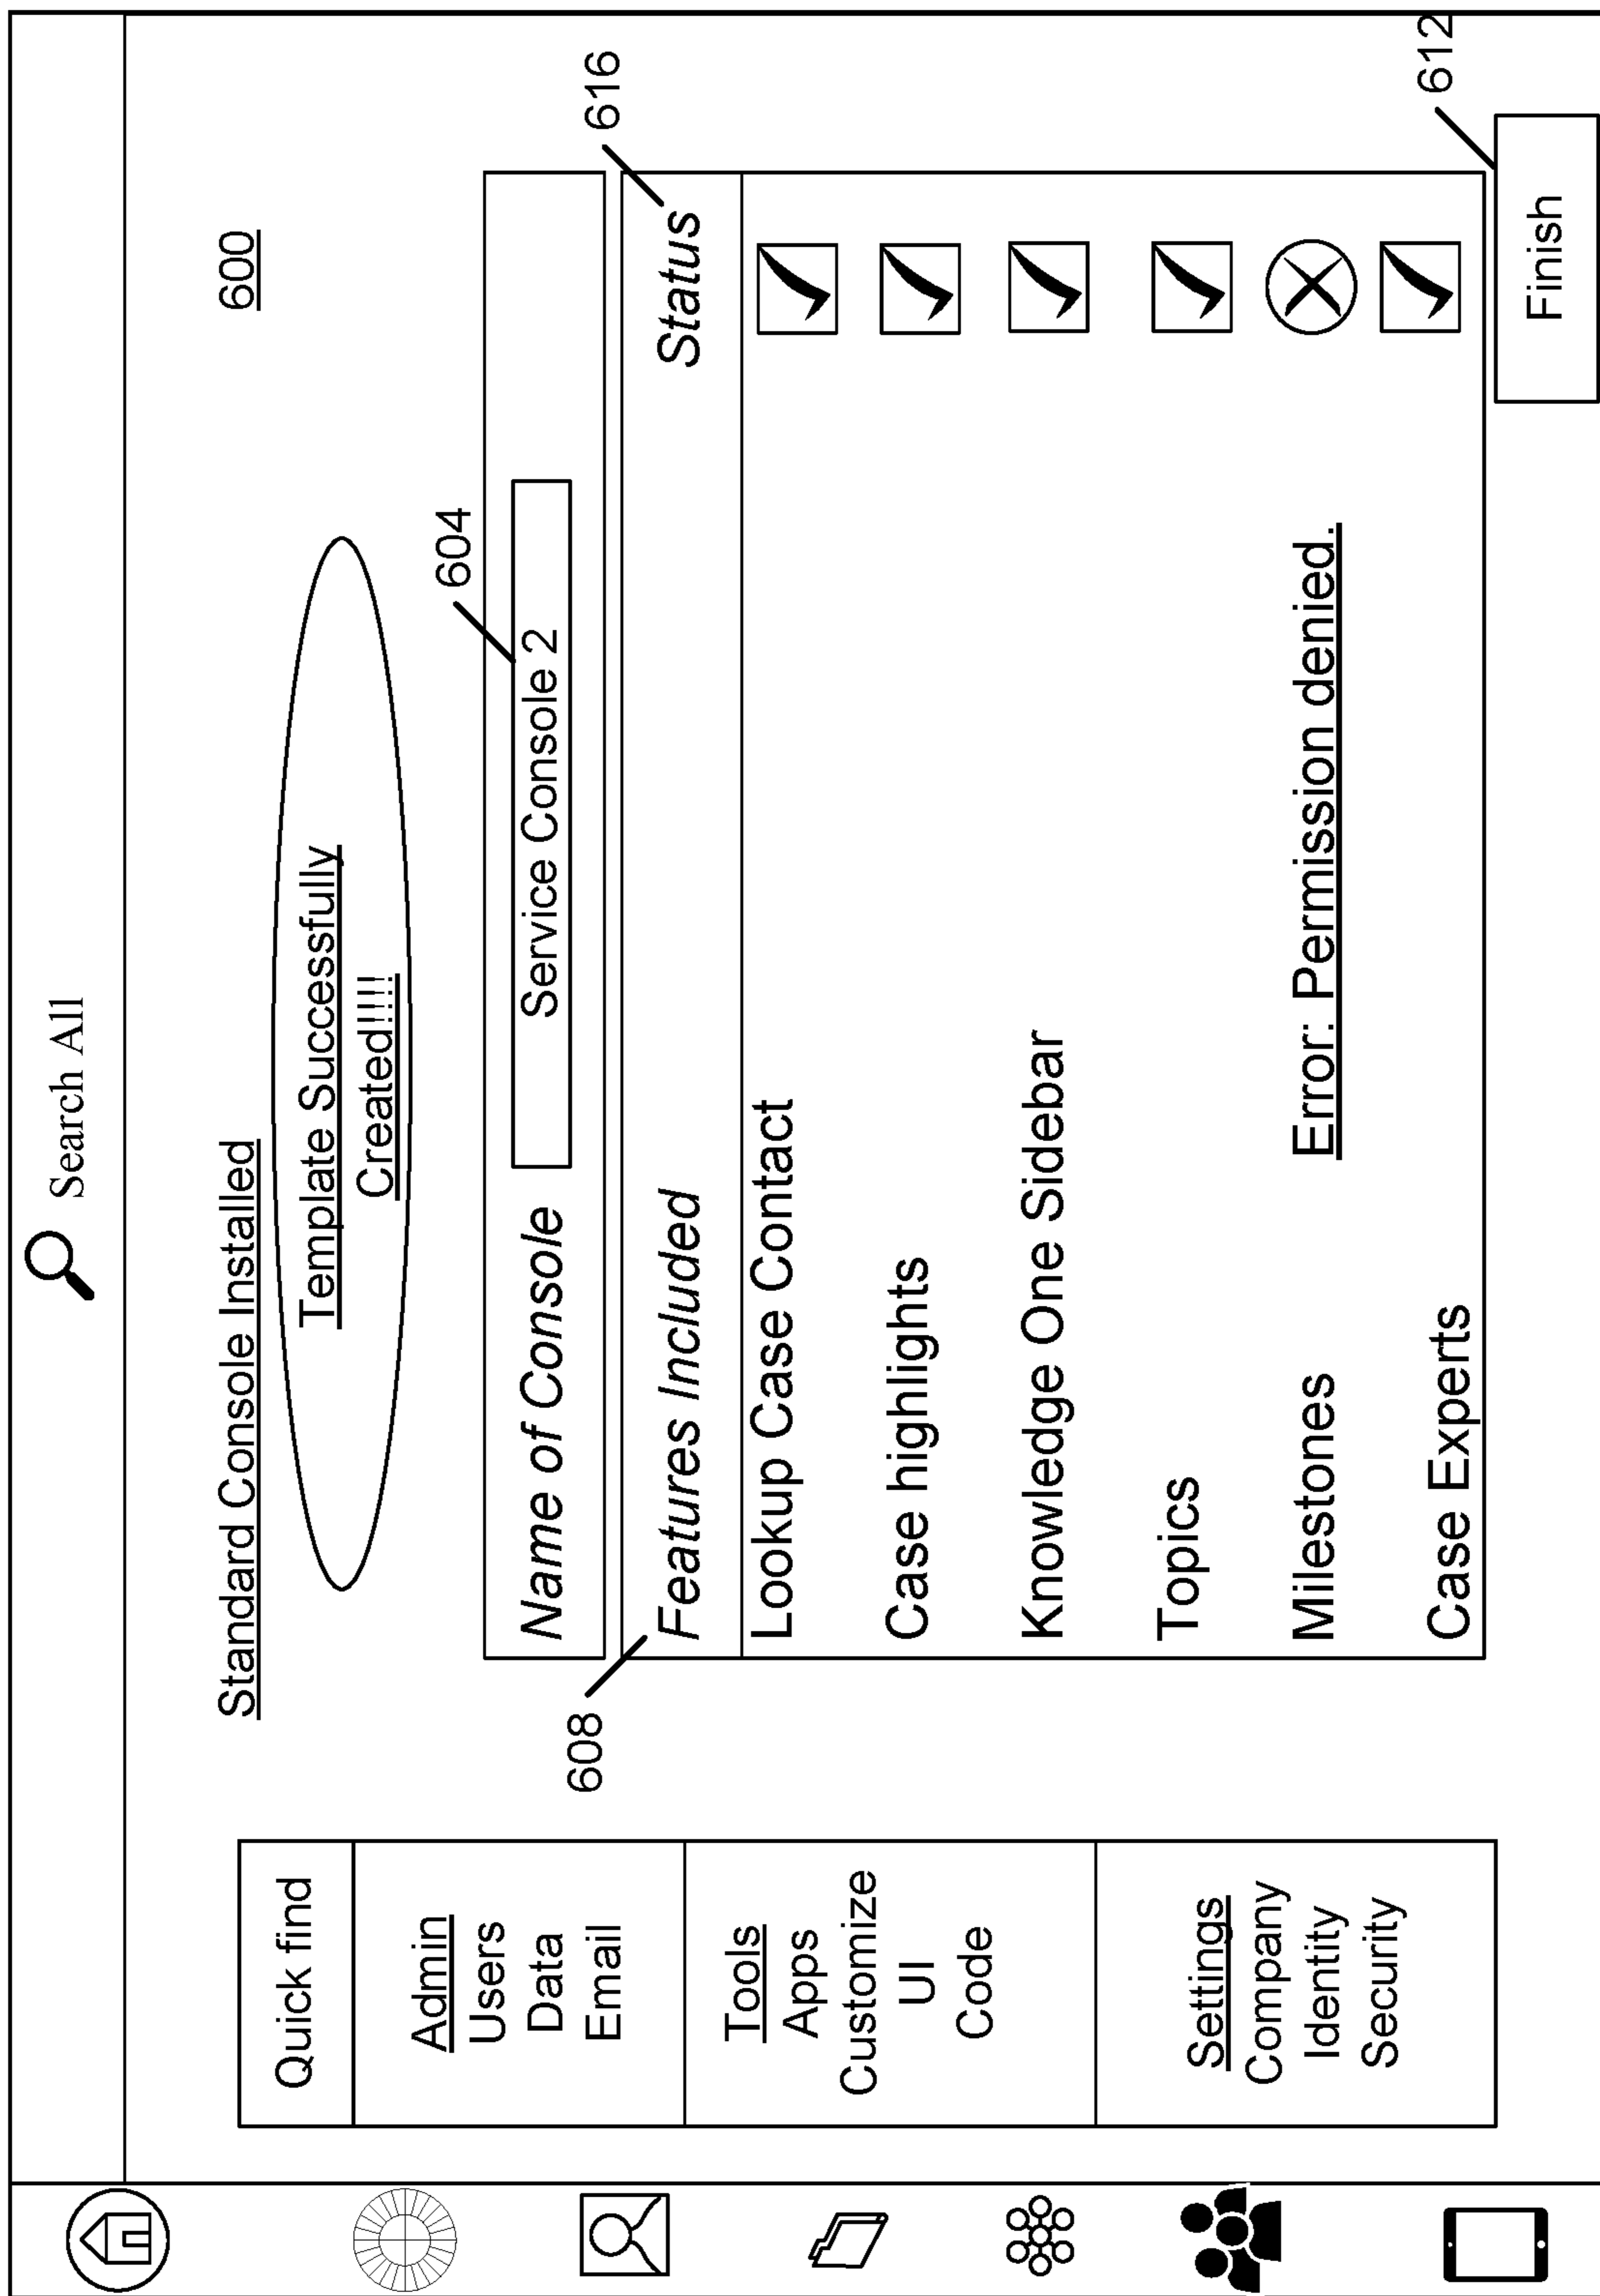 Search All
Quick find
Admin
Users
Data
Email
Tools
Apps
Customize
UI
Code
Settings
Company
Identity
Security
Standard Console Installed
600
Template Successfully
Created!!!!!
604
Name of Console
Service Console 2
608
616
Features Included
Status
Lookup Case Contact
Case highlights
Knowledge One Sidebar
Topics
Milestones
Error: Permission denied.
Case Experts
612
Finish